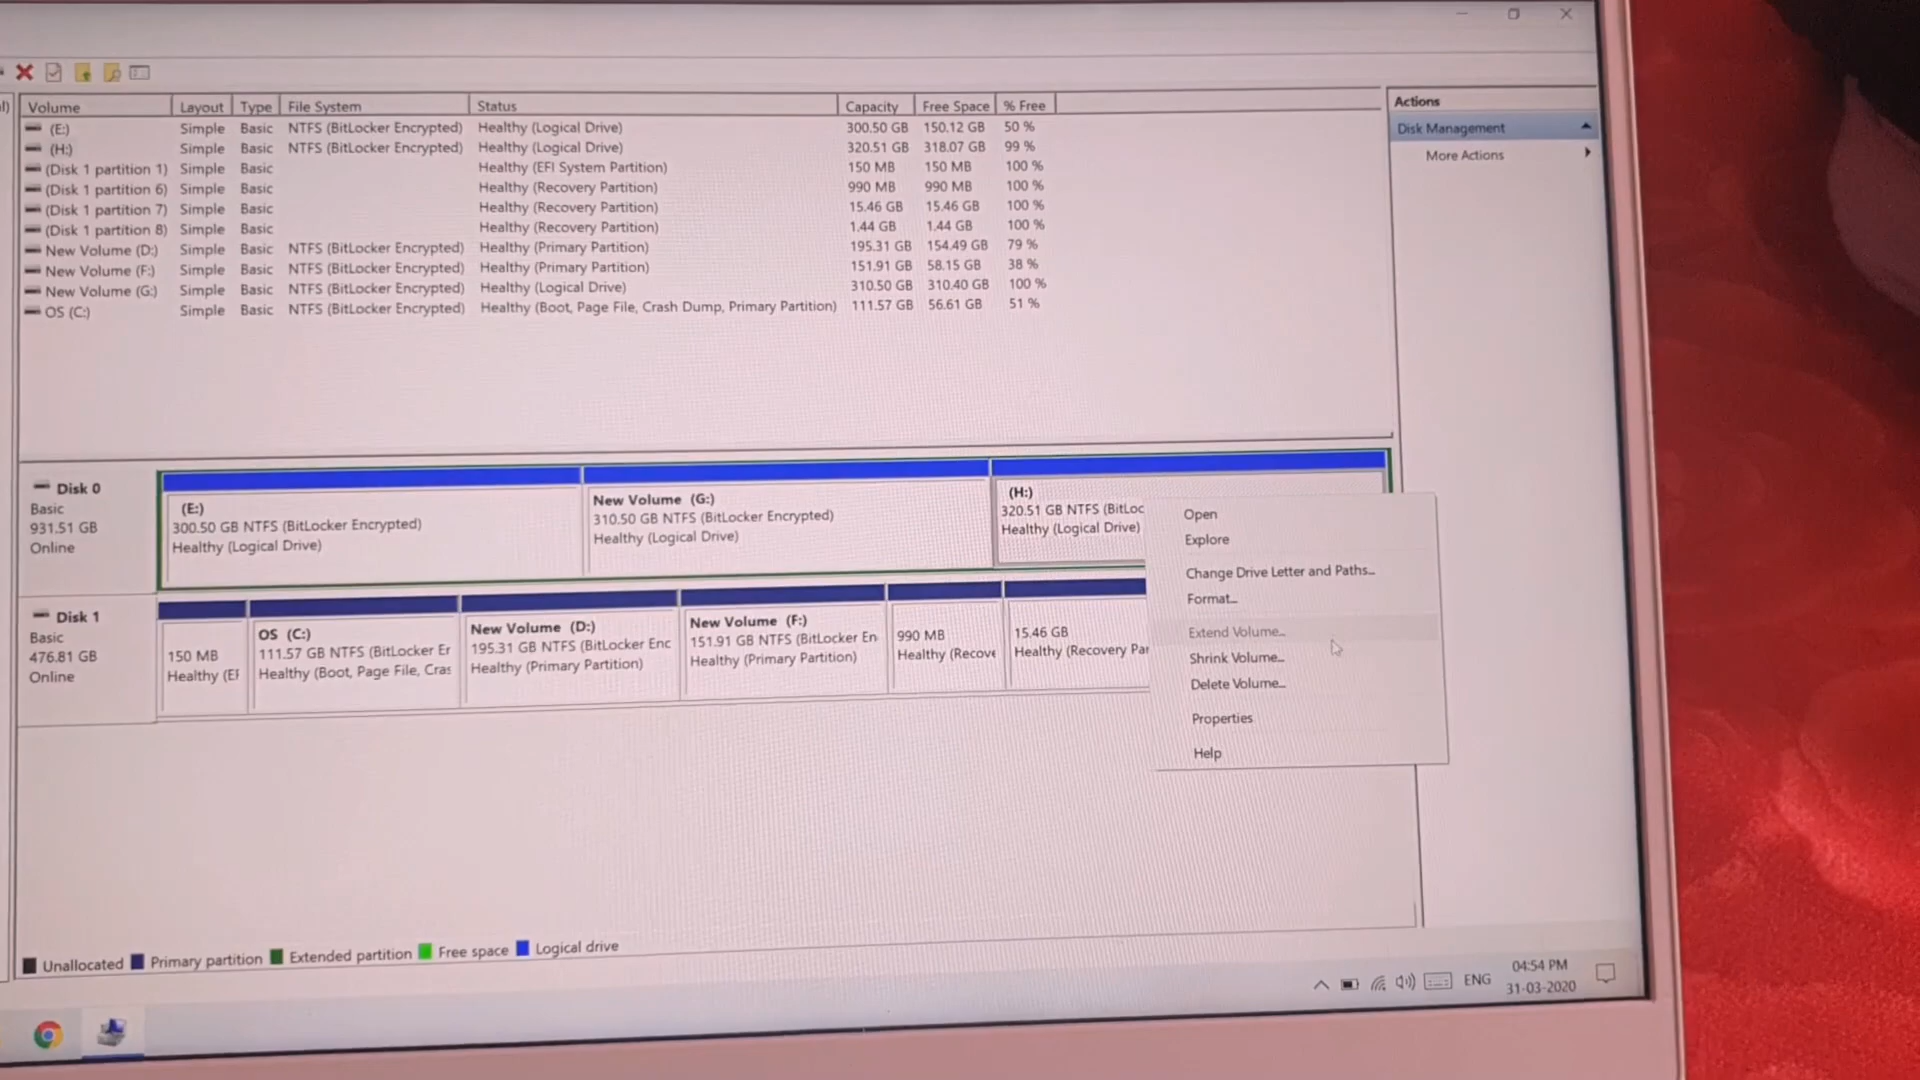 Volume Layout Type File System Status Capacity Free Space % Free
(E:) Simple Basic NTFS (BitLocker Encrypted) Healthy (Logical Drive) 300.50 GB 150.12 GB 50 %
(H:) Simple Basic NTFS (BitLocker Encrypted) Healthy (Logical Drive) 320.51 GB 318.07 GB 99 %
(Disk 1 partition 1) Simple Basic Healthy (EFI System Partition) 150 MB 150 MB 100 %
(Disk 1 partition 6) Simple Basic Healthy (Recovery Partition) 990 MB 990 MB 100 %
(Disk 1 partition 7) Simple Basic Healthy (Recovery Partition) 15.46 GB 15.46 GB 100 %
(Disk 1 partition 8) Simple Basic Healthy (Recovery Partition) 1.44 GB 1.44 GB 100 %
New Volume (D:) Simple Basic NTFS (BitLocker Encrypted) Healthy (Primary Partition) 195.31 GB 154.49 GB 79 %
New Volume (F:) Simple Basic NTFS (BitLocker Encrypted) Healthy (Primary Partition) 151.91 GB 58.15 GB 38 %
New Volume (G:) Simple Basic NTFS (BitLocker Encrypted) Healthy (Logical Drive) 310.50 GB 310.40 GB 100 %
OS (C:) Simple Basic NTFS (BitLocker Encrypted) Healthy (Boot, Page File, Crash Dump, Primary Partition) 111.57 GB 56.61 GB 51 %
Actions
Disk Management
More Actions
Disk 0
Basic
931.51 GB
Online
(E:)
300.50 GB NTFS (BitLocker Encrypted)
Healthy (Logical Drive)
New Volume (G:)
310.50 GB NTFS (BitLocker Encrypted)
Healthy (Logical Drive)
(H:)
320.51 GB NTFS (BitLoc
Healthy (Logical Drive)
Open
Explore
Change Drive Letter and Paths...
Format...
Extend Volume...
Shrink Volume...
Delete Volume...
Properties
Help
Disk 1
Basic
476.81 GB
Online
150 MB
Healthy (EF
OS (C:)
111.57 GB NTFS (BitLocker Er
Healthy (Boot, Page File, Cras
New Volume (D:)
195.31 GB NTFS (BitLocker Enc
Healthy (Primary Partition)
New Volume (F:)
151.91 GB NTFS (BitLocker En
Healthy (Primary Partition)
990 MB
Healthy (Recove
15.46 GB
Healthy (Recovery Par
Unallocated Primary partition Extended partition Free space Logical drive
ENG
04:54 PM
31-03-2020